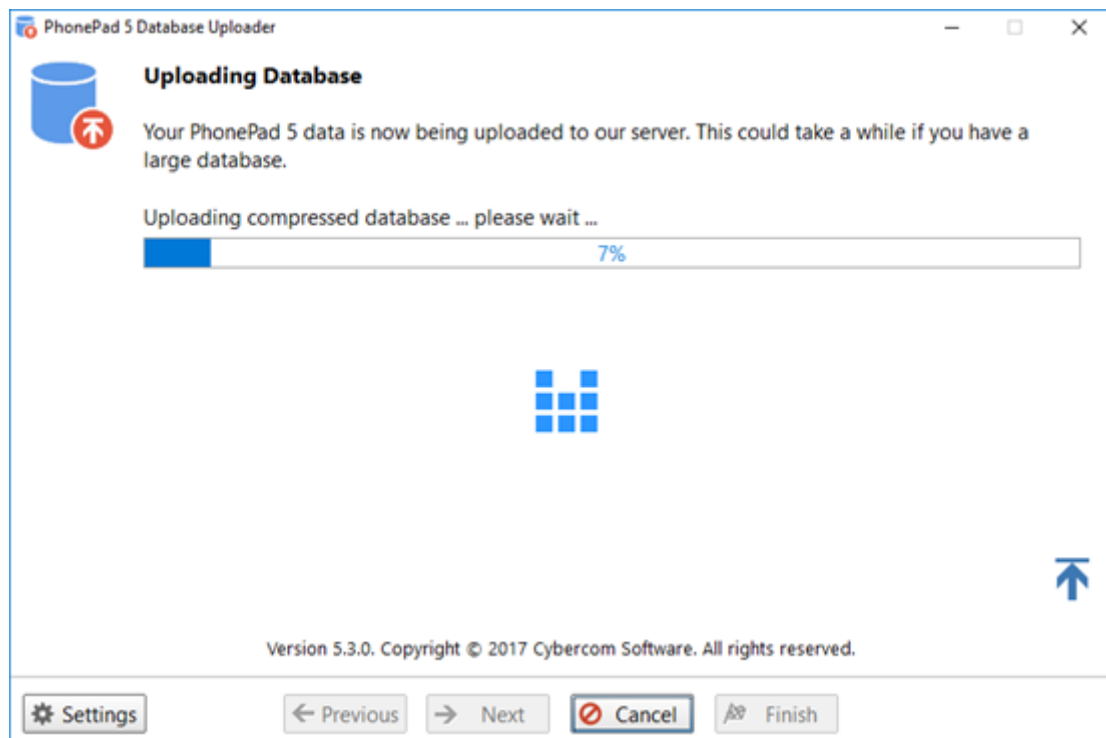 PhonePad 5 Database Uploader
Uploading Database
Your PhonePad 5 data is now being uploaded to our server. This could take a while if you have a
large database.
Uploading compressed database ... please wait ...
7%
Version 5.3.0. Copyright © 2017 Cybercom Software. All rights reserved.
Settings
Previous
Next
Cancel
Finish